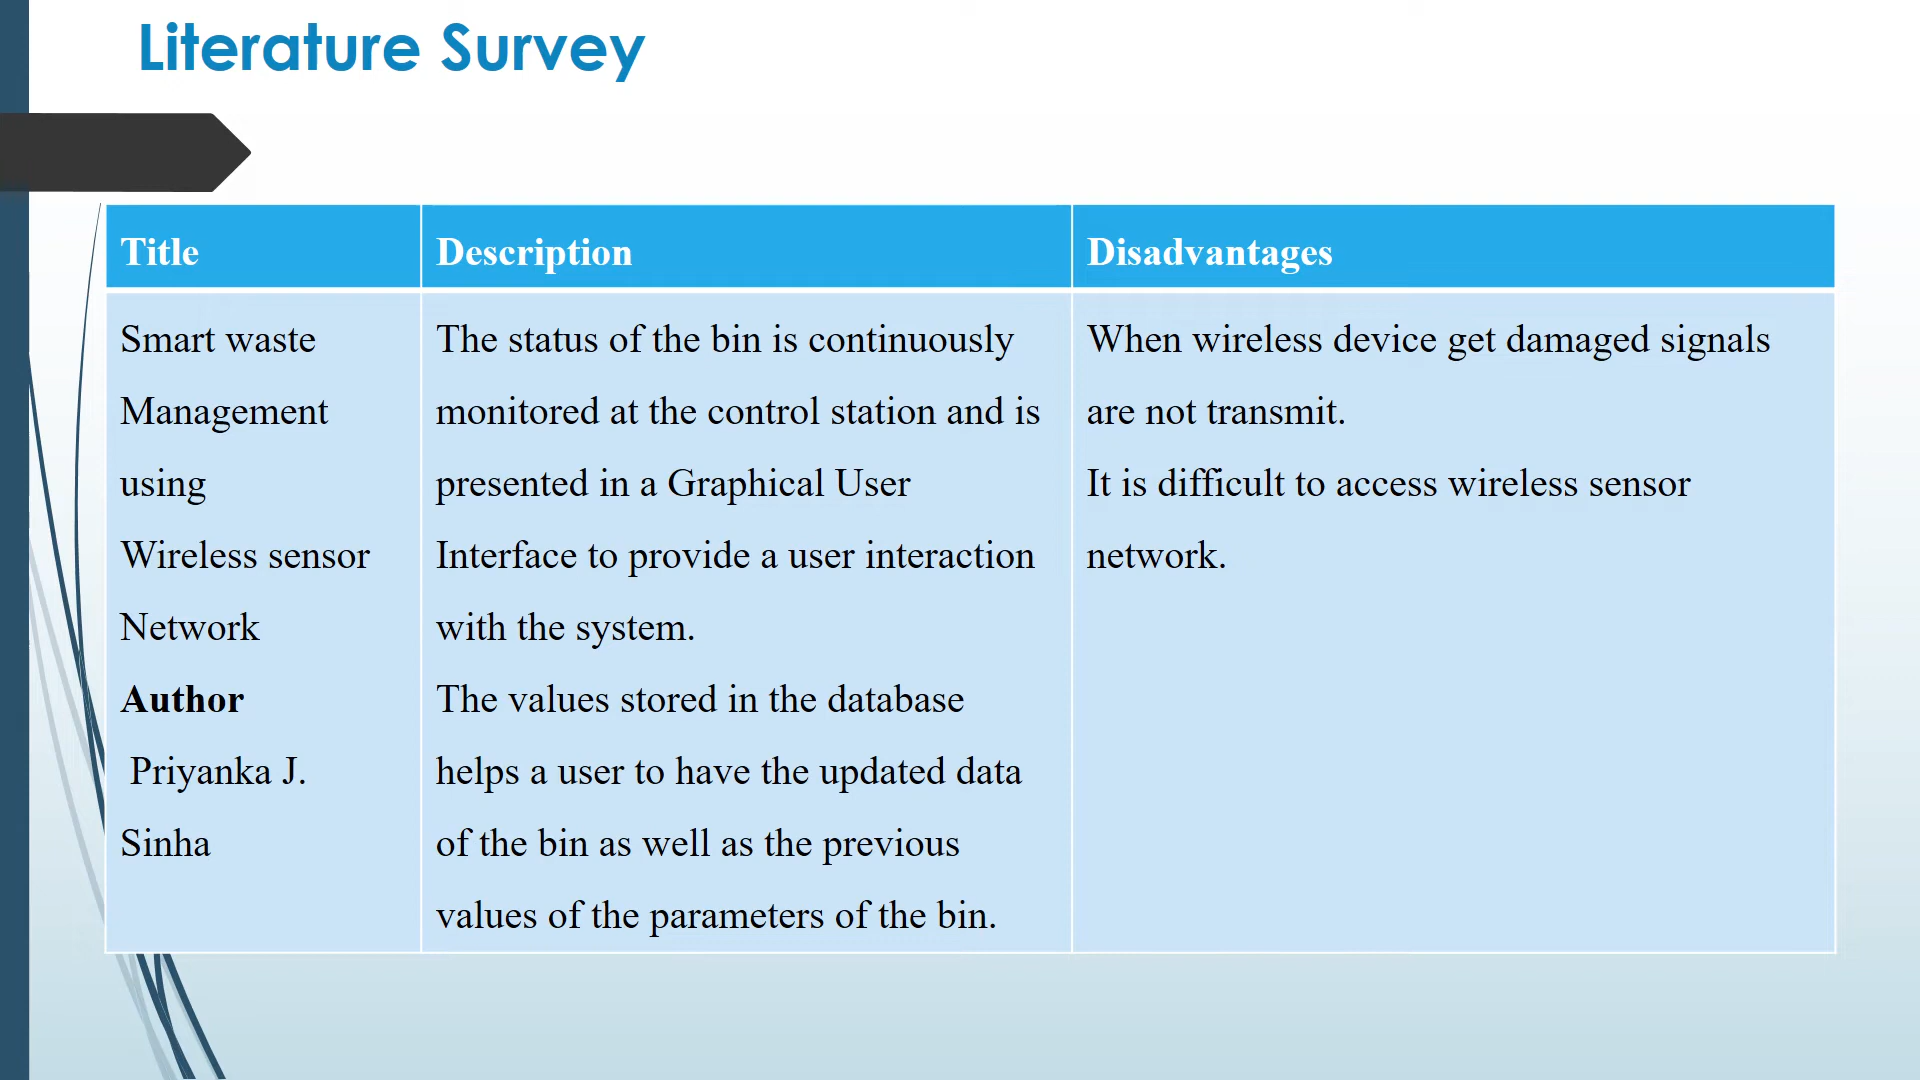 Literature Survey
Title
Description
Disadvantages
Smart waste
Management
using
Wireless sensor
Network
Author
Priyanka J.
Sinha
The status of the bin is continuously
monitored at the control station and is
presented in a Graphical User
Interface to provide a user interaction
with the system.
The values stored in the database
helps a user to have the updated data
of the bin as well as the previous
values of the parameters of the bin.
When wireless device get damaged signals
are not transmit.
It is difficult to access wireless sensor
network.